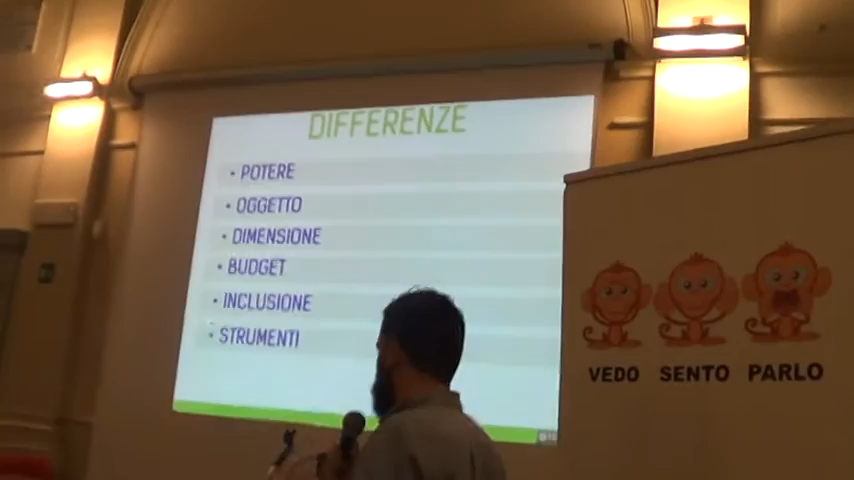 DIFFERENZE
• POTERE
• OGGETTO
• DIMENSIONE
• BUDGET
• INCLUSIONE
• STRUMENTI
VEDO SENTO PARLO